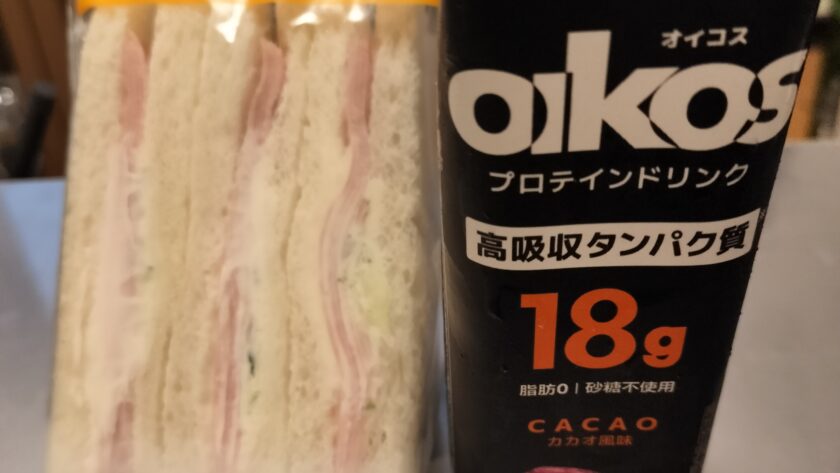 オイコス
oikos
プロテインドリンク
高吸収タンパク質
18g
脂肪0 | 砂糖不使用
CACAO
カカオ風味